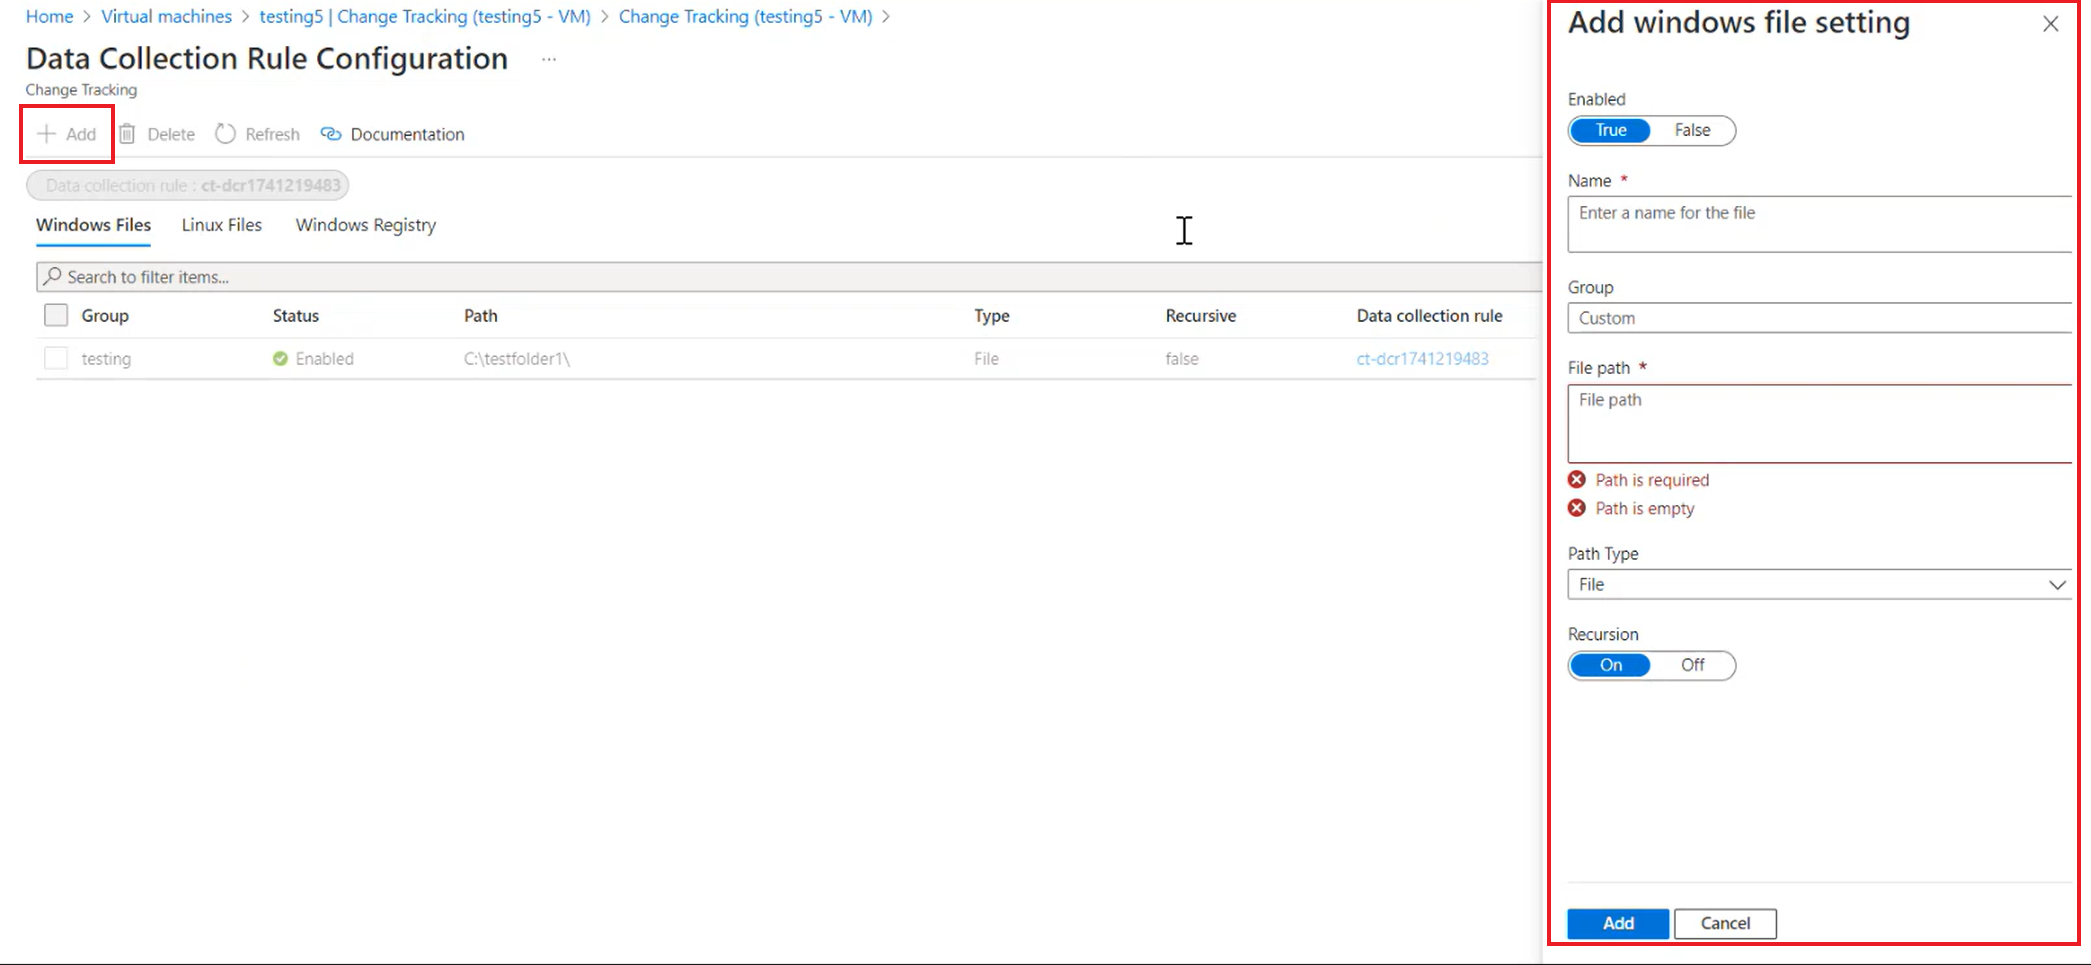 Home > Virtual machines > testing5 | Change Tracking (testing5 - VM) > Change Tracking (testing5 - VM) >
Data Collection Rule Configuration ...
Change Tracking
Add Delete Refresh Documentation
Data collection rule : ct-dcr1741219483
Windows Files Linux Files Windows Registry
Search to filter items...
Group Status Path Type Recursive Data collection rule
testing Enabled C:\testfolder1\ File false ct-dcr1741219483
Add windows file setting
Enabled
True False
Name *
Enter a name for the file
Group
Custom
File path *
File path
Path is required
Path is empty
Path Type
File
Recursion
On Off
Add Cancel